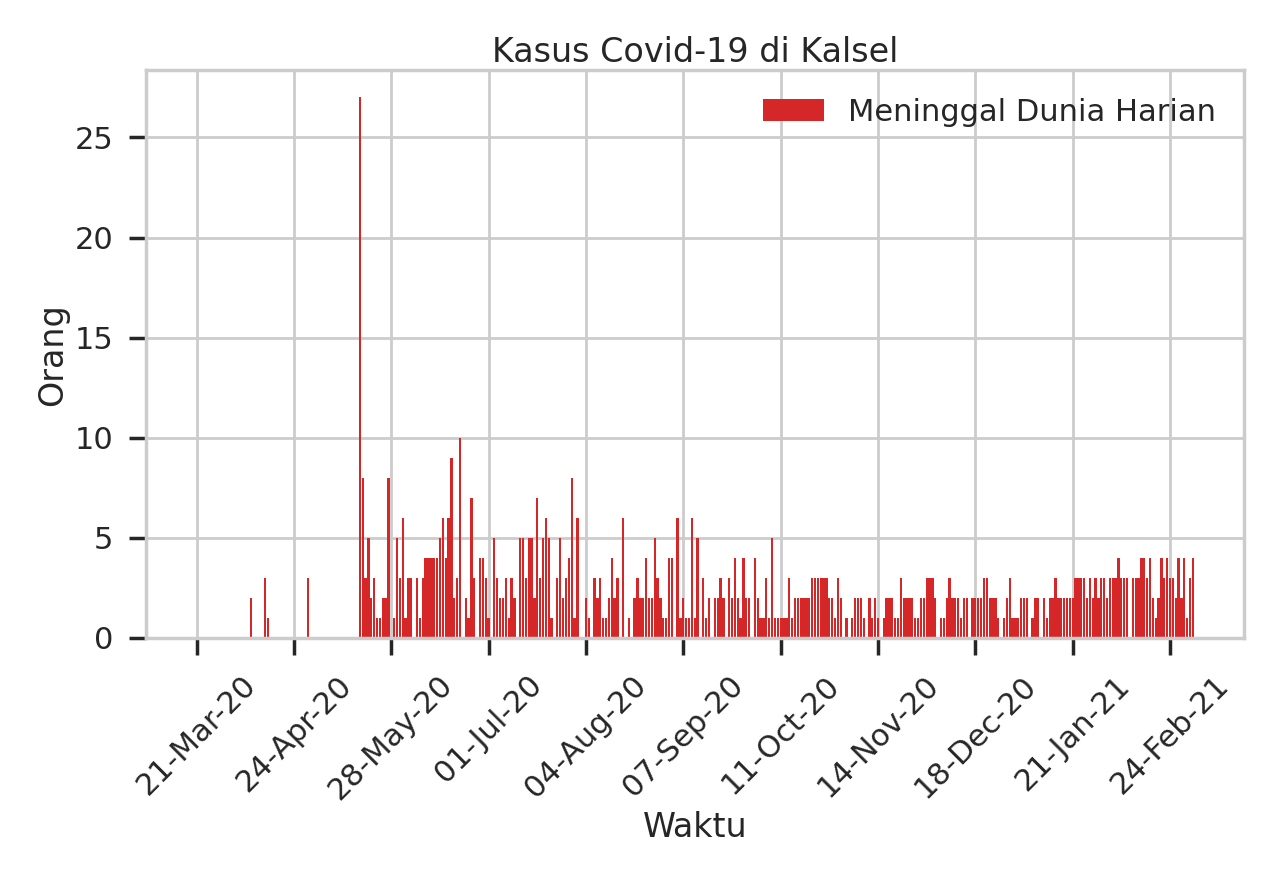 Kasus Covid-19 di Kalsel
Meninggal Dunia Harian
Orang
25
20
15
10
5
0
21-Mar-20
24-Apr-20
28-May-20
01-Jul-20
04-Aug-20
07-Sep-20
11-Oct-20
14-Nov-20
18-Dec-20
21-Jan-21
24-Feb-21
Waktu